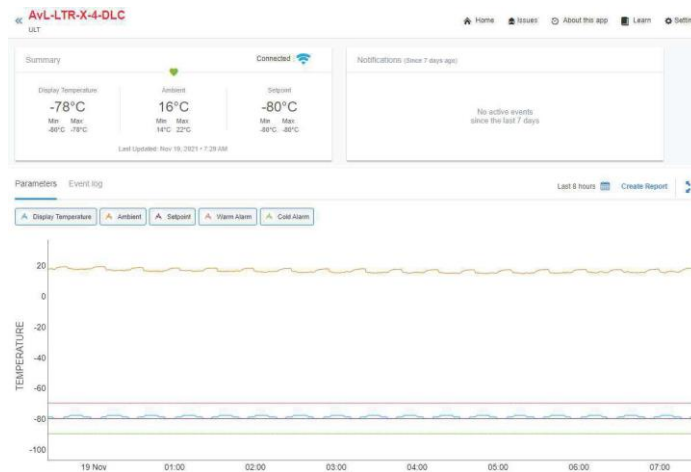 « AvL-LTR-X-4-DLC
ULT
Home Issues About this app Learn Settin
Summary Connected
Display Temperature Ambient Setpoint
-78°C 16°C -80°C
Min Max Min Max Min Max
-80°C -78°C 14°C 22°C -80°C -80°C
Last Updated: Nov 19, 2021 • 7:29 AM
Notifications (Since 7 days ago)
No active events
since the last 7 days
Parameters Event log
Last 8 hours Create Report
Display Temperature Ambient Setpoint Warm Alarm Cold Alarm
TEMPERATURE
20
0
-20
-40
-60
-80
-100
19 Nov 01:00 02:00 03:00 04:00 05:00 06:00 07:00